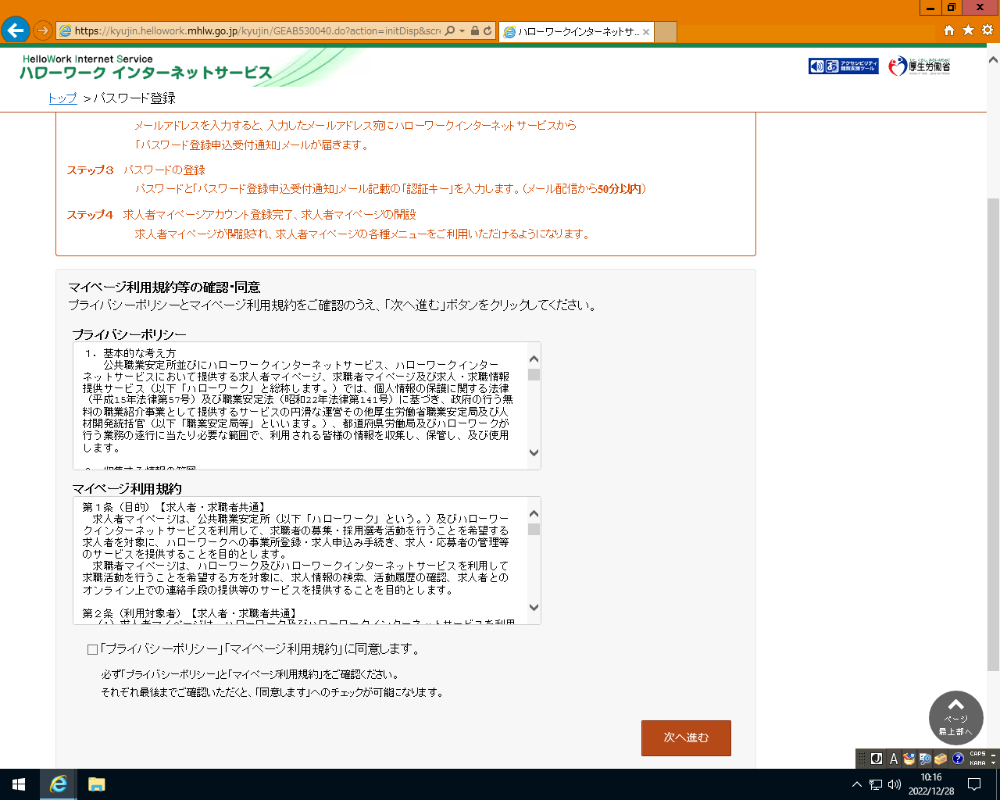 https://kyujin.hellowork.mhlw.go.jp/kyujin/GEAB530040.do?action=initDisp&scre
ハローワークインターネットサ...
HelloWork Internet Service
ハローワーク インターネットサービス
アクセシビリティ
閲覧支援ツール
厚生労働省
トップ > パスワード登録
メールアドレスを入力すると、入力したメールアドレス宛にハローワークインターネットサービスから
「パスワード登録申込受付通知」メールが届きます。
ステップ3 パスワードの登録
パスワードと「パスワード登録申込受付通知」メール記載の「認証キー」を入力します。（メール配信から50分以内）
ステップ4 求人者マイページアカウント登録完了、求人者マイページの開設
求人者マイページが開設され、求人者マイページの各種メニューをご利用いただけるようになります。
マイページ利用規約等の確認・同意
プライバシーポリシーとマイページ利用規約をご確認のうえ、「次へ進む」ボタンをクリックしてください。
プライバシーポリシー
１．基本的な考え方
公共職業安定所並びにハローワークインターネットサービス、ハローワークインター
ネットサービスにおいて提供する求人者マイページ、求職者マイページ及び求人・求職情報
提供サービス（以下「ハローワーク」と総称します。）では、個人情報の保護に関する法律
（平成15年法律第57号）及び職業安定法（昭和22年法律第141号）に基づき、政府の行う無
料の職業紹介事業として提供するサービスの円滑な運営その他厚生労働省職業安定局及び人
材開発統括官（以下「職業安定局等」といいます。）、都道府県労働局及びハローワークが
行う業務の遂行に当たり必要な範囲で、利用される皆様の情報を収集し、保管し、及び使用
します。
２．収集する情報の範囲
マイページ利用規約
第１条（目的）【求人者・求職者共通】
求人者マイページは、公共職業安定所（以下「ハローワーク」という。）及びハローワー
クインターネットサービスを利用して、求職者の募集・採用選考活動を行うことを希望する
求人者を対象に、ハローワークへの事業所登録・求人申込み手続き、求人・応募者の管理等
のサービスを提供することを目的とします。
求職者マイページは、ハローワーク及びハローワークインターネットサービスを利用して
求職活動を行うことを希望する方を対象に、求人情報の検索、活動履歴の確認、求人者との
オンライン上での連絡手段の提供等のサービスを提供することを目的とします。
第２条（利用対象者）【求人者・求職者共通】
（1）求人者マイページは、ハローワーク及びハローワークインターネットサービスを利用
「プライバシーポリシー」「マイページ利用規約」に同意します。
必ず「プライバシーポリシー」と「マイページ利用規約」をご確認ください。
それぞれ最後までご確認いただくと、「同意します」へのチェックが可能になります。
次へ進む
ページ
最上部へ
A
CAPS
KANA
10:16
2022/12/28